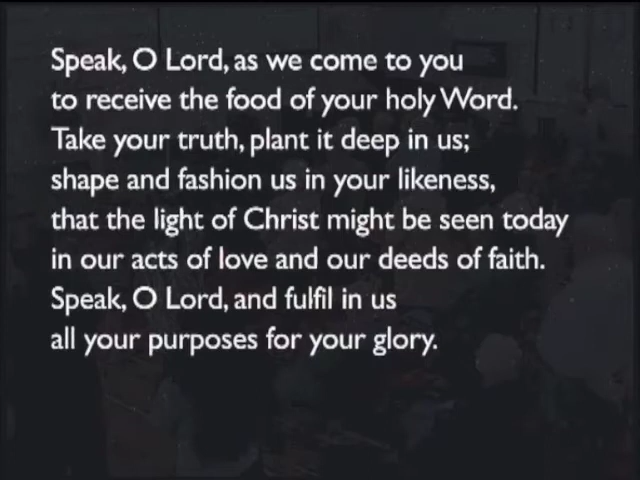 Speak, O Lord, as we come to you
to receive the food of your holy Word.
Take your truth, plant it deep in us;
shape and fashion us in your likeness,
that the light of Christ might be seen today
in our acts of love and our deeds of faith.
Speak, O Lord, and fulfil in us
all your purposes for your glory.